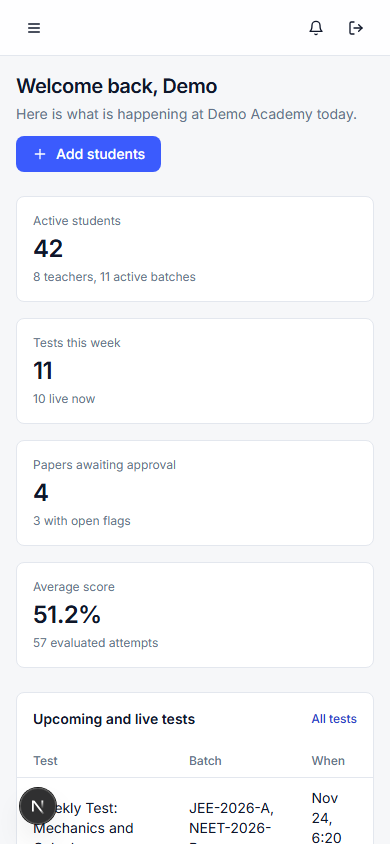 Welcome back, Demo
Here is what is happening at Demo Academy today.
+ Add students
Active students
42
8 teachers, 11 active batches
Tests this week
11
10 live now
Papers awaiting approval
4
3 with open flags
Average score
51.2%
57 evaluated attempts
Upcoming and live tests
All tests
Test
Batch
When
Test:
Mechanics and
JEE-2026-A,
NEET-2026-
Nov
24,
6:20
N